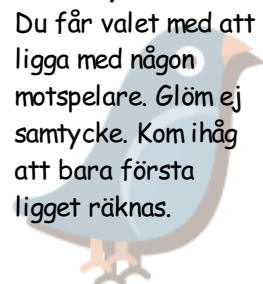 Du får valet med att
ligga med någon
motspelare. Glöm ej
samtycke. Kom ihåg
att bara första
ligget räknas.